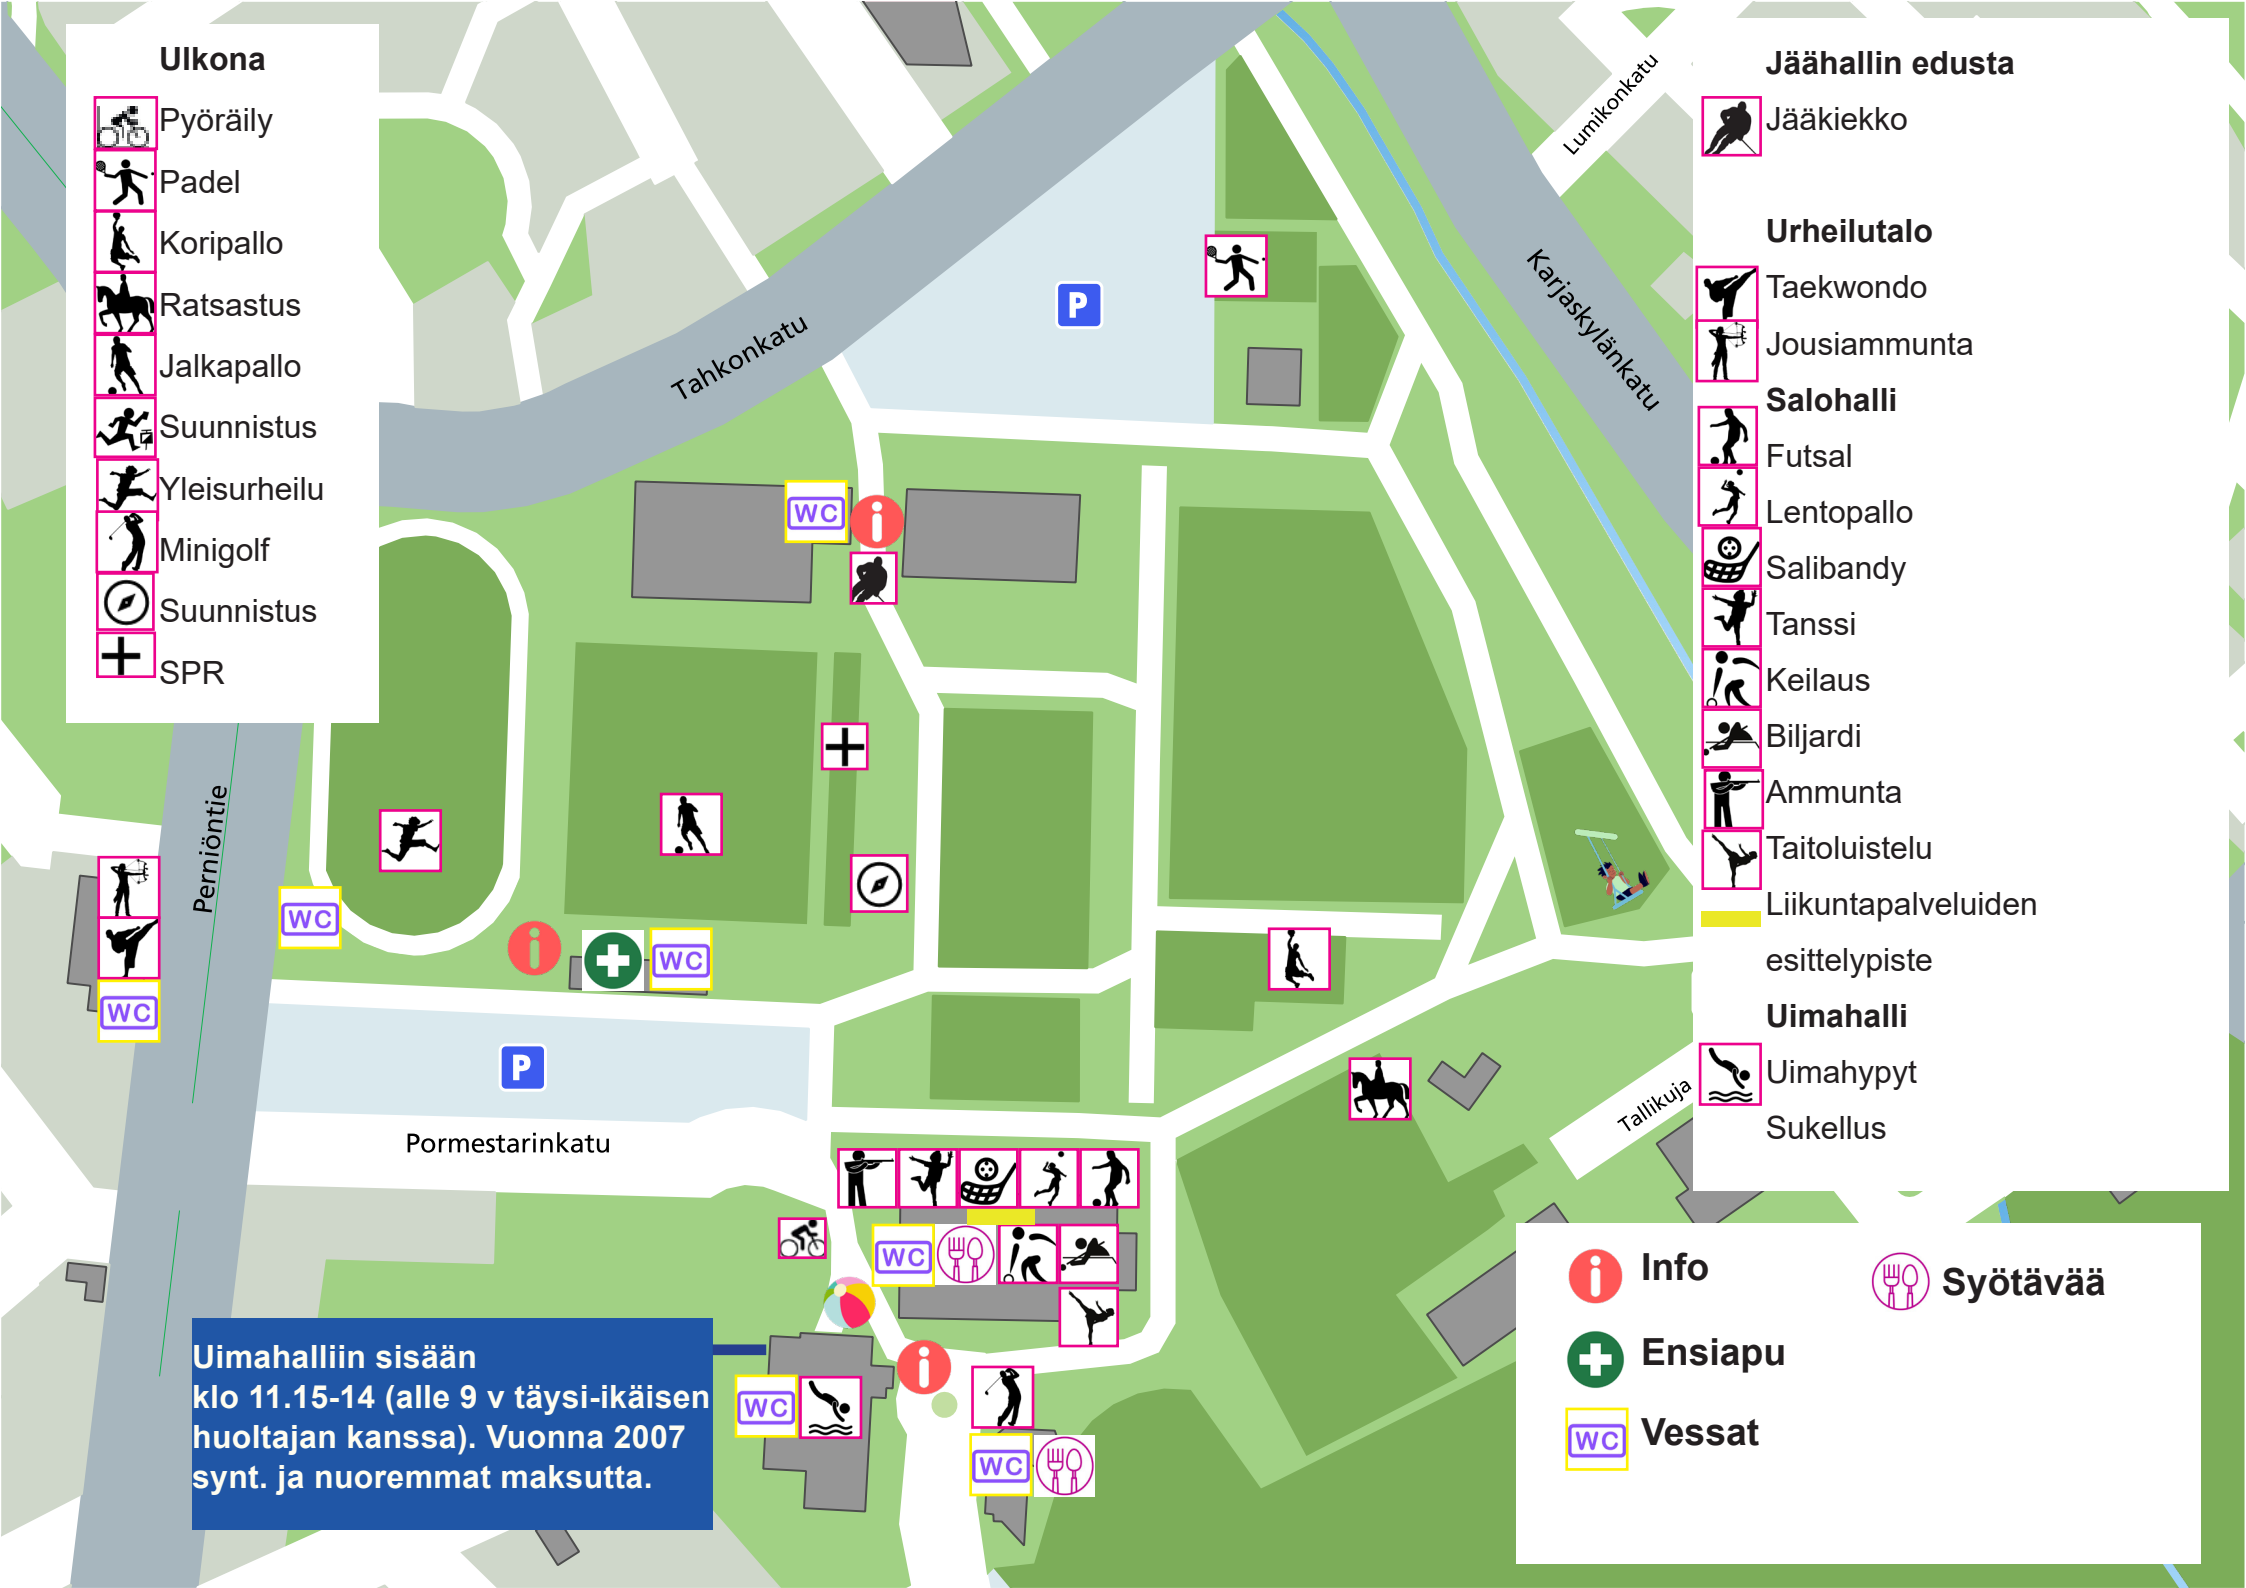 Ulkona
Pyöräily
Padel
Koripallo
Ratsastus
Jalkapallo
Suunnistus
Yleisurheilu
Minigolf
Suunnistus
SPR
Jäähallin edusta
Jääkiekko
Urheilutalo
Taekwondo
Jousiammunta
Salohalli
Futsal
Lentopallo
Salibandy
Tanssi
Keilaus
Biljardi
Ammunta
Taitoluistelu
Liikuntapalveluiden
esittelypiste
Uimahalli
Uimahypyt
Sukellus
Lumikonkatu
Karjaskylänkatu
Tahkonkatu
P
WC
Perniöntie
WC
WC
WC
P
Pormestarinkatu
Tallikuja
WC
WC
WC
Uimahalliin sisään
klo 11.15-14 (alle 9 v täysi-ikäisen
huoltajan kanssa). Vuonna 2007
synt. ja nuoremmat maksutta.
Info
Syötävää
Ensiapu
WC Vessat